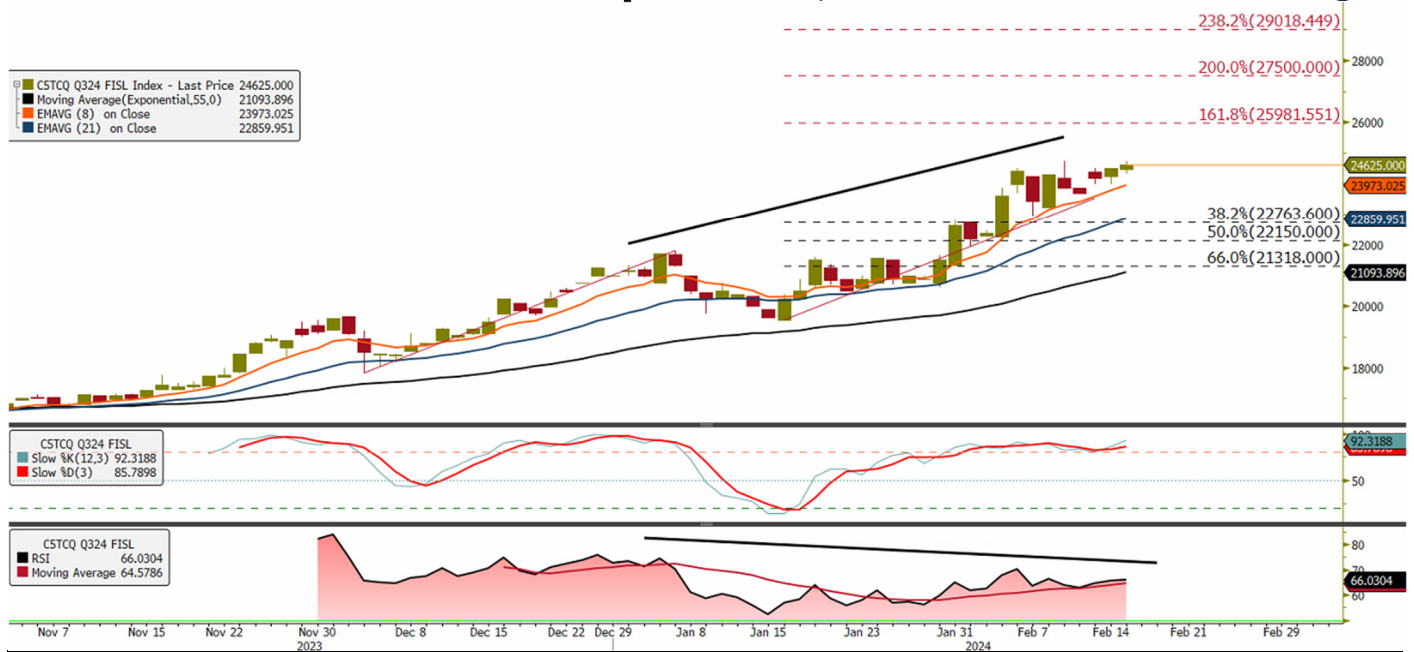 238.2%(29018.449)
28000
200.0%(27500.000)
C5TCQ Q324 FISL Index - Last Price 24625.000
Moving Average(Exponential,55,0) 21093.896
EMAVG (8) on Close 23973.025
EMAVG (21) on Close 22859.951
161.8%(25981.551)
26000
24625.000
23973.025
38.2%(22763.600)
22859.951
50.0%(22150.000)
22000
66.0%(21318.000)
21093.896
20000
18000
C5TCQ Q324 FISL
Slow %K(12,3) 92.3188
Slow %D(3) 85.7898
100
92.3188
50
C5TCQ Q324 FISL
RSI 66.0304
Moving Average 64.5786
80
70
66.0304
60
Nov 7 Nov 15 Nov 22 Nov 30 Dec 8 Dec 15 Dec 22 Dec 29 Jan 8 Jan 15 Jan 23 Jan 31 Feb 7 Feb 14 Feb 21 Feb 29
2023 2024